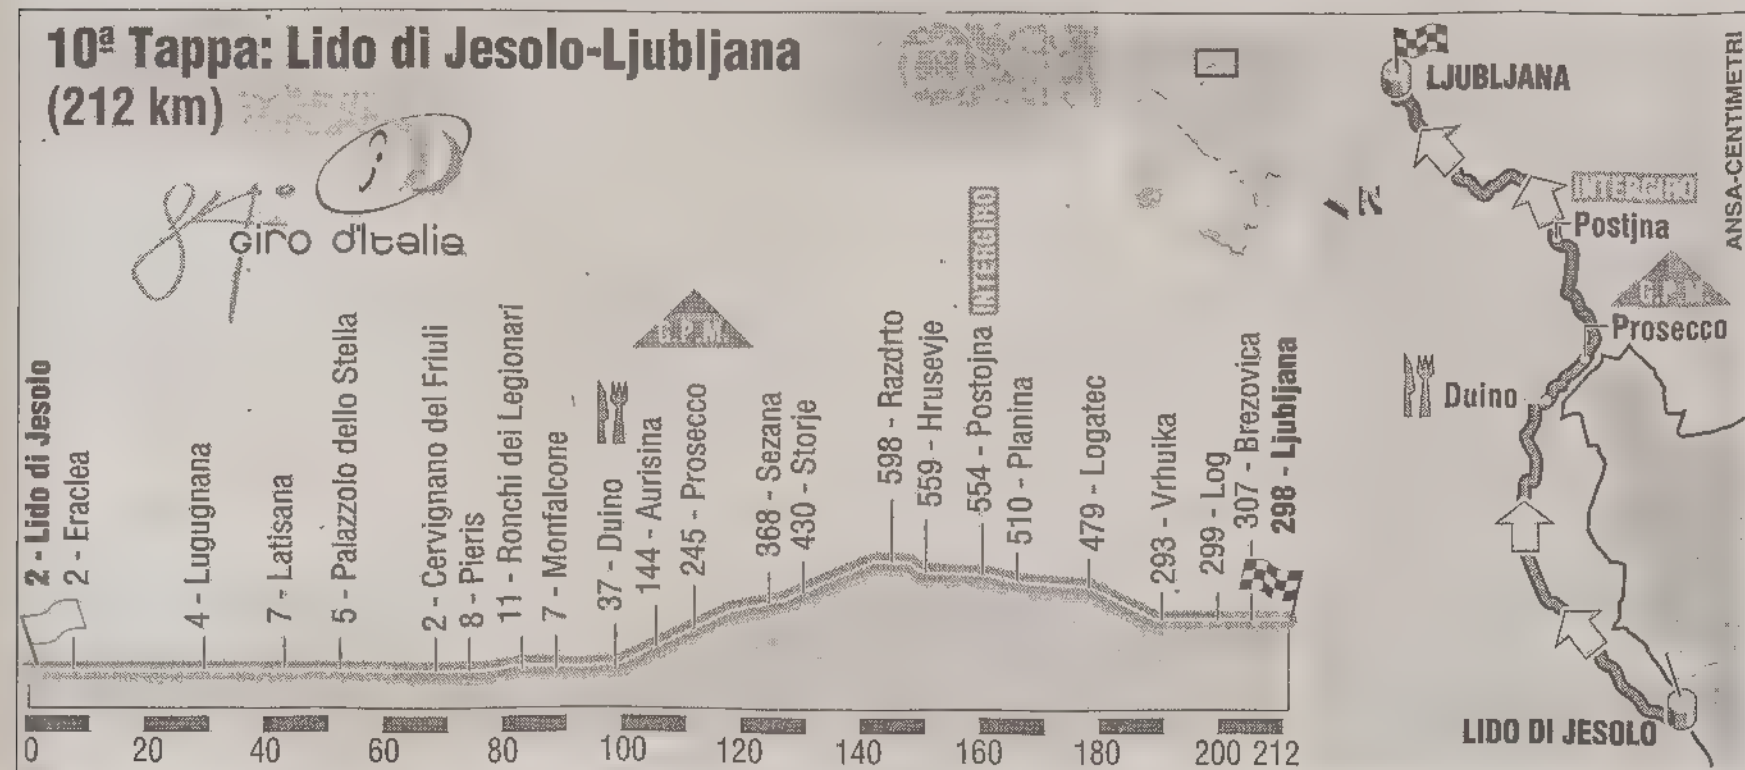 10ª Tappa: Lido di Jesolo-Ljubljana
(212 km)
giro d'Italia
2 - Lido di Jesolo
2 - Eraclea
4 - Lugugnana
7 - Latisana
5 - Palazzolo dello Stella
2 - Cervignano del Friuli
8 - Pieris
11 - Ronchi dei Legionari
7 - Monfalcone
37 - Duino
144 - Aurisina
G.P.M.
245 - Prosecco
368 - Sezana
430 - Storje
598 - Razdrto
559 - Hrusevje
554 - Postojna INTERGIRO
510 - Planina
479 - Logatec
293 - Vrhuika
299 - Log
307 - Brezovica
298 - Ljubljana
0 20 40 60 80 100 120 140 160 180 200 212
LJUBLJANA
INTERGIRO
Postjna
G.P.M.
Prosecco
Duino
LIDO DI JESOLO
N
ANSA-CENTIMETRI